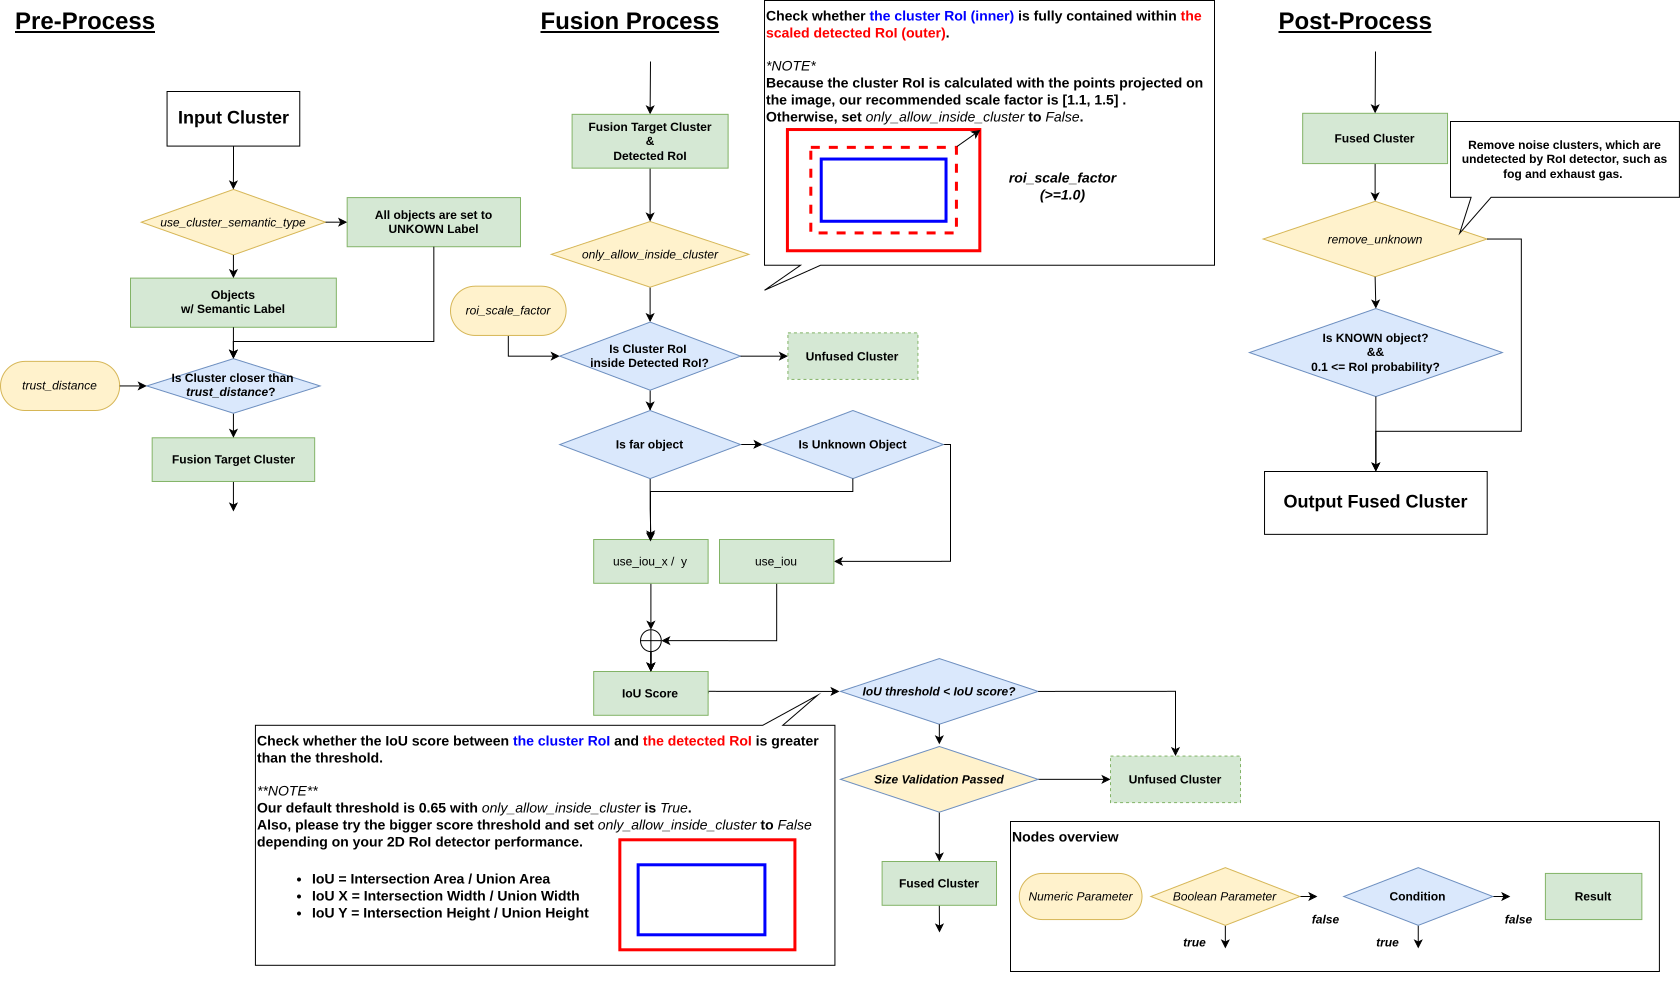 Pre-Process
Input Cluster
use_cluster_semantic_type
All objects are set to
UNKOWN Label
Objects
w/ Semantic Label
trust_distance
Is Cluster closer than
trust_distance?
Fusion Target Cluster
Fusion Process
Fusion Target Cluster
&
Detected RoI
only_allow_inside_cluster
roi_scale_factor
Is Cluster RoI
inside Detected RoI?
Unfused Cluster
Is far object
Is Unknown Object
use_iou_x /  y
use_iou
IoU Score
IoU threshold < IoU score?
Size Validation Passed
Unfused Cluster
Fused Cluster
Check whether the cluster RoI (inner) is fully contained within the
scaled detected RoI (outer).
*NOTE*
Because the cluster RoI is calculated with the points projected on
the image, our recommended scale factor is [1.1, 1.5] .
Otherwise, set only_allow_inside_cluster to False.
roi_scale_factor
(>=1.0)
Check whether the IoU score between the cluster RoI and the detected RoI is greater
than the threshold.
**NOTE**
Our default threshold is 0.65 with only_allow_inside_cluster is True.
Also, please try the bigger score threshold and set only_allow_inside_cluster to False
depending on your 2D RoI detector performance.
• IoU = Intersection Area / Union Area
• IoU X = Intersection Width / Union Width
• IoU Y = Intersection Height / Union Height
Post-Process
Fused Cluster
Remove noise clusters, which are
undetected by RoI detector, such as
fog and exhaust gas.
remove_unknown
Is KNOWN object?
&&
0.1 <= RoI probability?
Output Fused Cluster
Nodes overview
Numeric Parameter
Boolean Parameter
false
true
Condition
false
true
Result